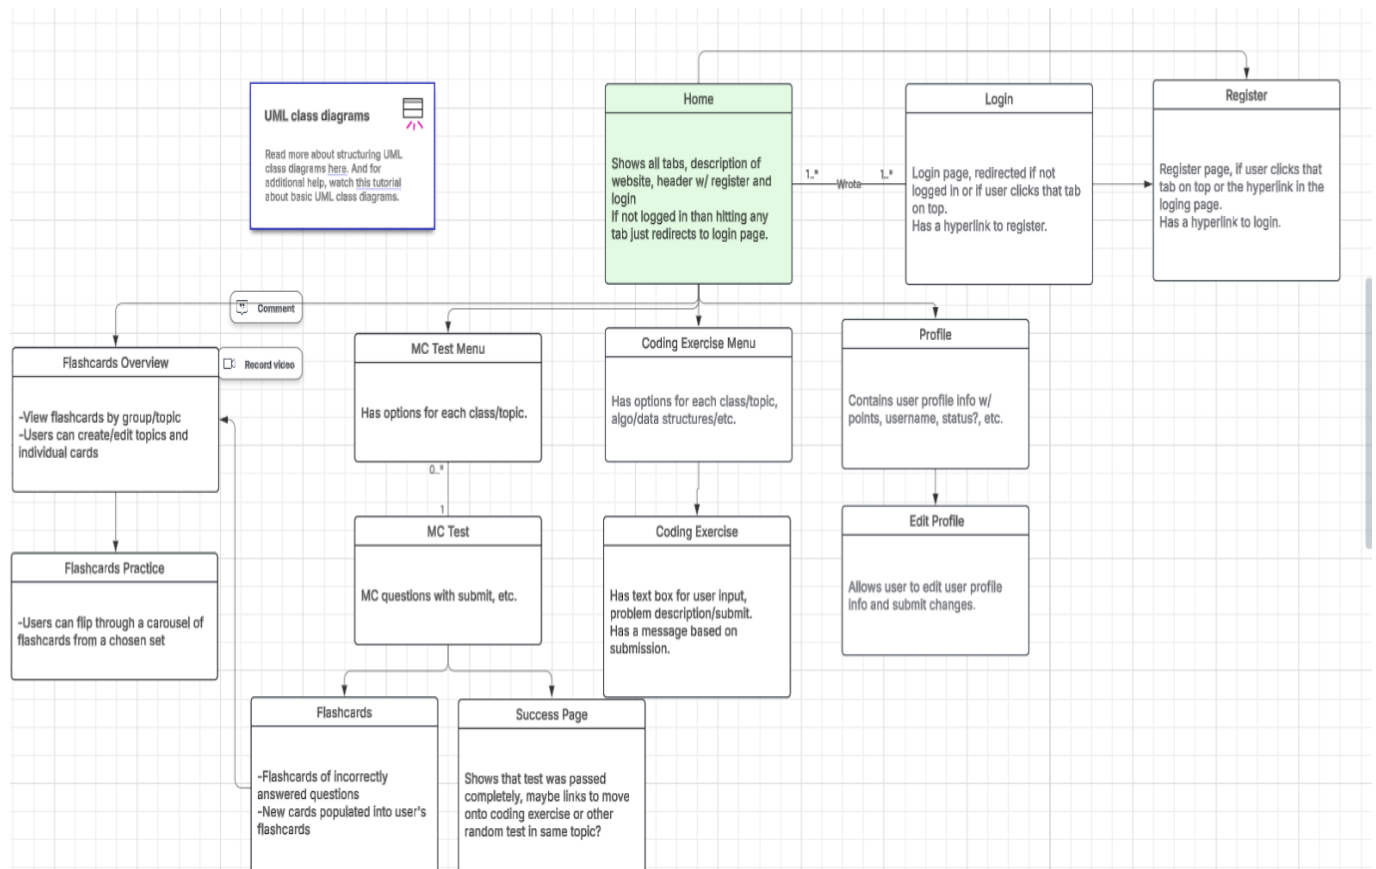 UML class diagrams
Read more about structuring UML
class diagrams here. And for
additional help, watch this tutorial
about basic UML class diagrams.
Home
Shows all tabs, description of
website, header w/ register and
login
If not logged in than hitting any
tab just redirects to login page.
1..*
Wrote
1..*
Login
Login page, redirected if not
logged in or if user clicks that tab
on top.
Has a hyperlink to register.
Register
Register page, if user clicks that
tab on top or the hyperlink in the
loging page.
Has a hyperlink to login.
Comment
Record video
Flashcards Overview
-View flashcards by group/topic
-Users can create/edit topics and
individual cards
MC Test Menu
Has options for each class/topic.
0..*
1
Coding Exercise Menu
Has options for each class/topic,
algo/data structures/etc.
Profile
Contains user profile info w/
points, username, status?, etc.
Flashcards Practice
-Users can flip through a carousel of
flashcards from a chosen set
MC Test
MC questions with submit, etc.
Coding Exercise
Has text box for user input,
problem description/submit.
Has a message based on
submission.
Edit Profile
Allows user to edit user profile
info and submit changes.
Flashcards
-Flashcards of incorrectly
answered questions
-New cards populated into user's
flashcards
Success Page
Shows that test was passed
completely, maybe links to move
onto coding exercise or other
random test in same topic?